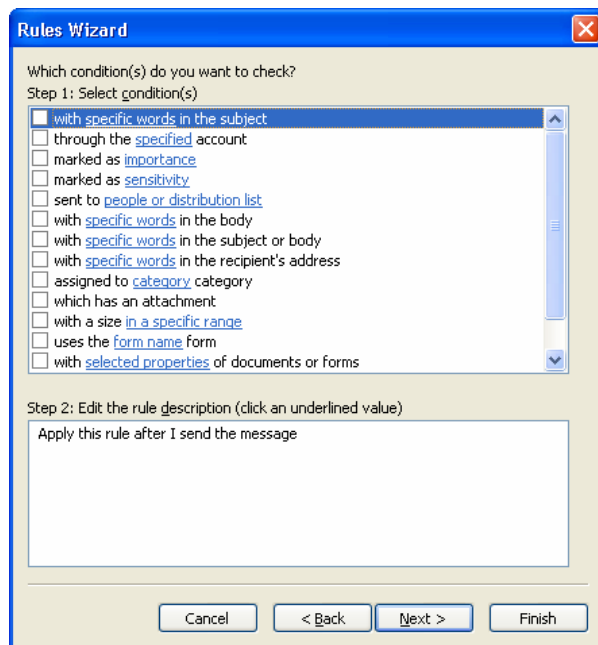 Rules Wizard
Which condition(s) do you want to check?
Step 1: Select condition(s)
with specific words in the subject
through the specified account
marked as importance
marked as sensitivity
sent to people or distribution list
with specific words in the body
with specific words in the subject or body
with specific words in the recipient's address
assigned to category category
which has an attachment
with a size in a specific range
uses the form name form
with selected properties of documents or forms
Step 2: Edit the rule description (click an underlined value)
Apply this rule after I send the message
Cancel < Back Next > Finish